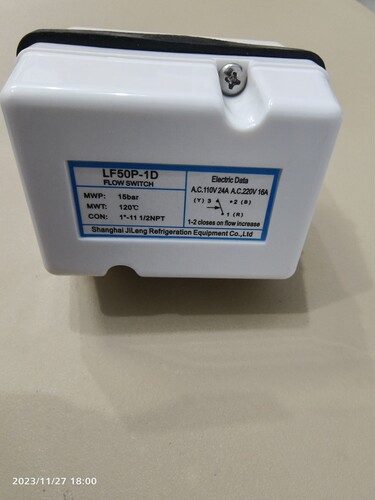 LF50P-1D
FLOW SWITCH
MWP: 15bar
MWT: 120℃
CON: 1"-11 1/2NPT
Electric Data
A.C.110V 24A A.C.220V 16A
(Y) 3 +2 (B)
1 (R)
1-2 closes on flow increase
Shanghai JiLeng Refrigeration Equipment Co.,Ltd
2023/11/27 18:00